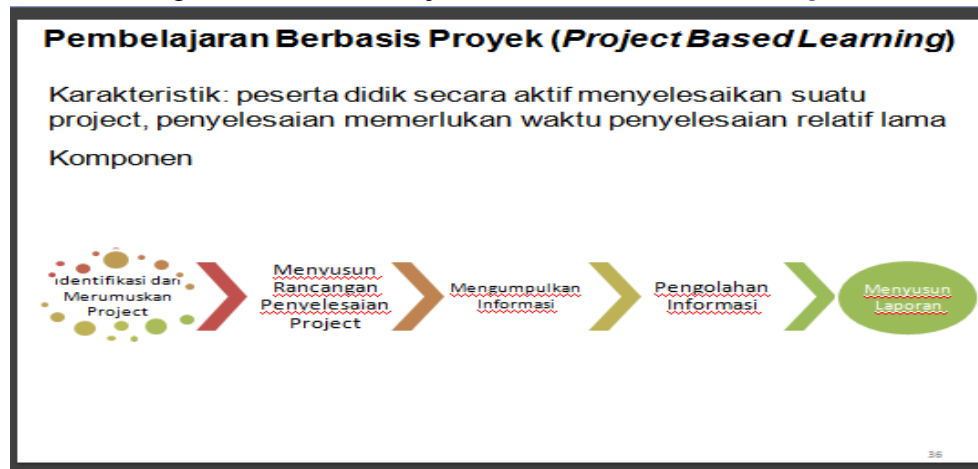 Pembelajaran Berbasis Proyek (Project Based Learning)
Karakteristik: peserta didik secara aktif menyelesaikan suatu
project, penyelesaian memerlukan waktu penyelesaian relatif lama
Komponen
Identifikasi dan
Merumuskan
Project
Menyusun
Rancangan
Penyelesaian
Project
Mengumpulkan
Informasi
Pengolahan
Informasi
Menyusun
Laporan
36